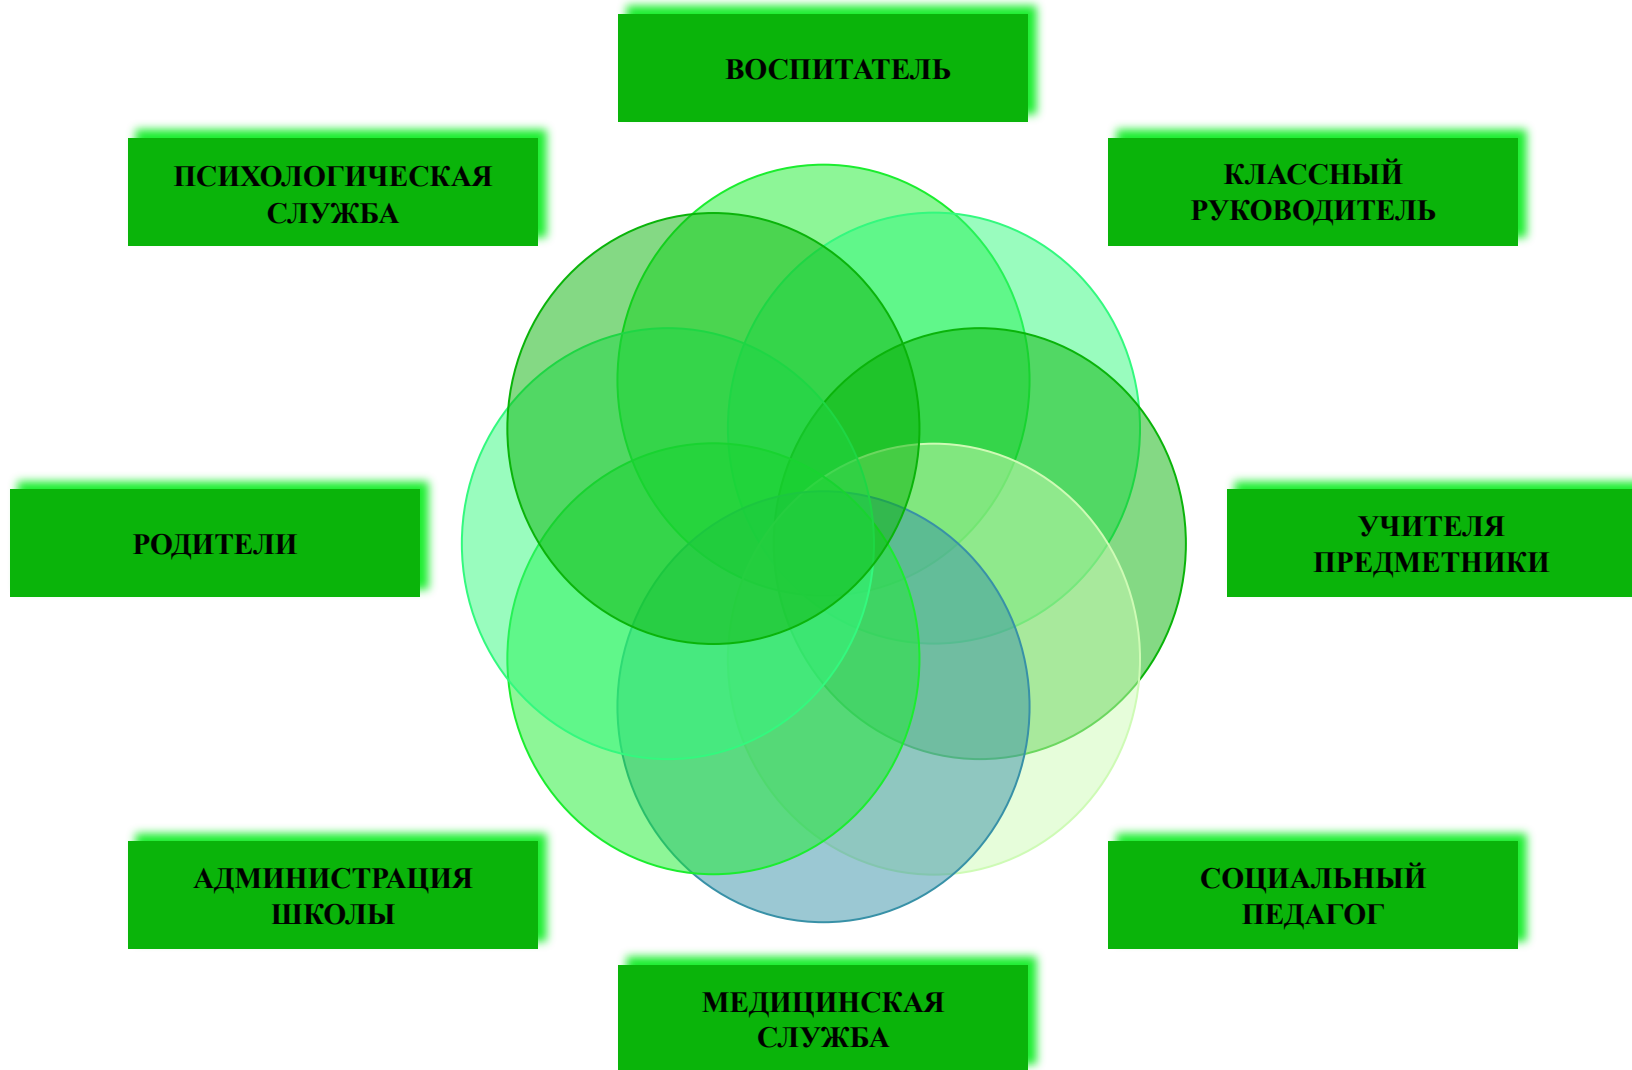 ВОСПИТАТЕЛЬ
ПСИХОЛОГИЧЕСКАЯ
СЛУЖБА
КЛАССНЫЙ
РУКОВОДИТЕЛЬ
РОДИТЕЛИ
УЧИТЕЛЯ
ПРЕДМЕТНИКИ
АДМИНИСТРАЦИЯ
ШКОЛЫ
СОЦИАЛЬНЫЙ
ПЕДАГОГ
МЕДИЦИНСКАЯ
СЛУЖБА